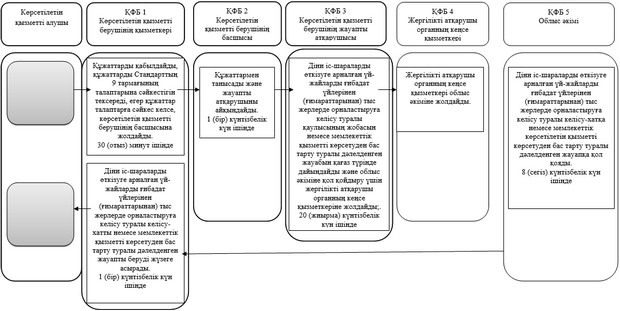 Көрсетілетін
қызметті алушы
ҚФБ 1
Көрсетілетін қызметті
берушінің қызметкері
ҚФБ 2
Көрсетілетін
қызметті берушінің
басшысы
ҚФБ 3
Көрсетілетін қызметті
берушінің жауапты
атқарушысы
ҚФБ 4
Жергілікті атқарушы
органның кеңсе
қызметкері
ҚФБ 5
Облыс әкімі
Құжаттарды қабылдайды,
құжаттарды Стандарттың
9 тармағының
талаптарына сәйкестігін
тексереді, егер құжаттар
талаптарға сәйкес келсе,
көрсетілетін қызметті
берушінің басшысына
жолдайды.
30 (отыз) минут ішінде
Құжаттармен
танысады және
жауапты
атқарушыны
айқындайды.
1 (бір) күнтізбелік
күн ішінде
Діни іс-шараларды
өткізуге арналған үй-
жайларды ғибадат
үйлерінен
(ғимараттарынан) тыс
жерлерде орналастыруға
келісу туралы
қаулысының жобасын
немесе мемлекеттік
қызметті көрсетуден бас
тарту туралы дәлелденген
жауабын қағаз түрінде
дайындайды және облыс
әкіміне қол қойдыру үшін
жергілікті атқарушы
органның кеңсе
қызметкеріне жолдайды;.
20 (жиырма) күнтізбелік
күн ішінде
Жергілікті атқарушы
органның кеңсе
қызметкері облыс
әкіміне жолдайды.
Діни іс-шараларды өткізуге
арналған үй-жайларды
ғибадат үйлерінен
(ғимараттарынан) тыс
жерлерде орналастыруға
келісу туралы келісу-хатқа
немесе мемлекеттік
көрсетілетін қызметті
көрсетуден бас тарту туралы
дәлелденген жауапқа қол
қояды.
8 (сегіз) күнтізбелік күн
ішінде
Діни іс-шараларды
өткізуге арналған үй-
жайларды ғибадат
үйлерінен
(ғимараттарынан) тыс
жерлерде орналастыруға
келісу туралы келісу-
хатты немесе мемлекеттік
қызметті көрсетуден бас
тарту туралы дәлелденген
жауапты беруді жүзеге
асырады.
1 (бір) күнтізбелік күн
ішінде